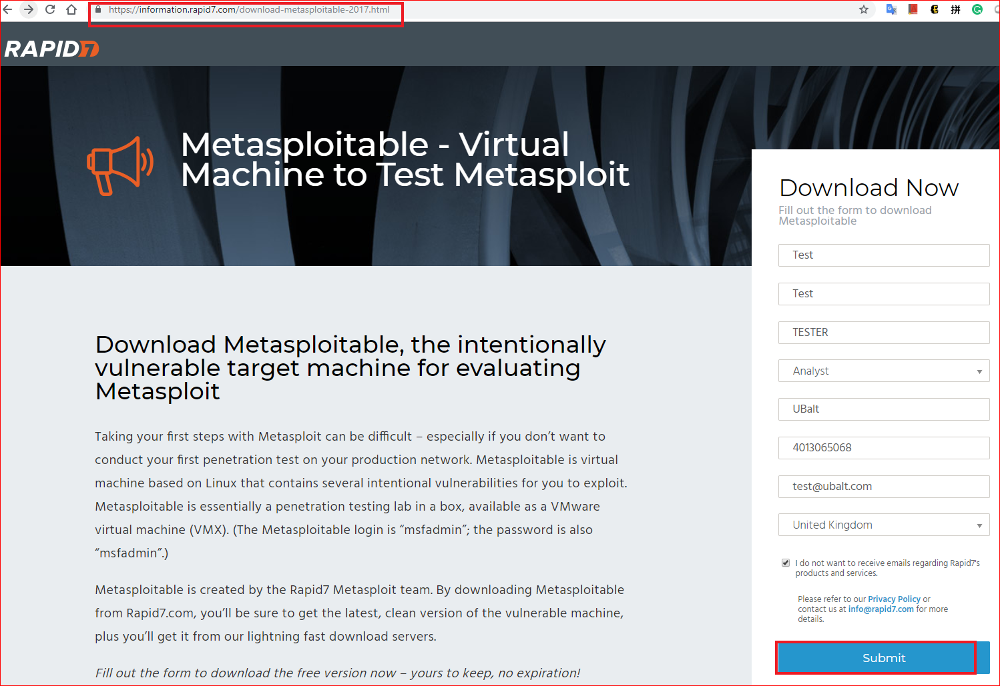 https://information.rapid7.com/download-metasploitable-2017.html
RAPID7
Metasploitable - Virtual
Machine to Test Metasploit
Download Now
Fill out the form to download
Metasploitable
Test
Test
TESTER
Analyst
UBalt
4013065068
test@ubalt.com
United Kingdom
I do not want to receive emails regarding Rapid7's
products and services.
Please refer to our Privacy Policy or
contact us at info@rapid7.com for more
details.
Submit
Download Metasploitable, the intentionally
vulnerable target machine for evaluating
Metasploit
Taking your first steps with Metasploit can be difficult – especially if you don’t want to
conduct your first penetration test on your production network. Metasploitable is virtual
machine based on Linux that contains several intentional vulnerabilities for you to exploit.
Metasploitable is essentially a penetration testing lab in a box, available as a VMware
virtual machine (VMX). (The Metasploitable login is “msfadmin”; the password is also
“msfadmin”.)
Metasploitable is created by the Rapid7 Metasploit team. By downloading Metasploitable
from Rapid7.com, you’ll be sure to get the latest, clean version of the vulnerable machine,
plus you’ll get it from our lightning fast download servers.
Fill out the form to download the free version now – yours to keep, no expiration!